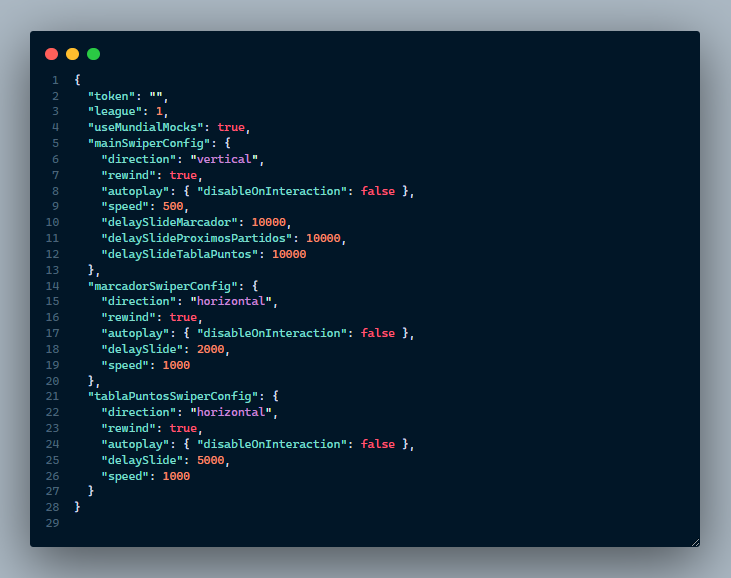 1 {
2   "token": "",
3   "league": 1,
4   "useMundialMocks": true,
5   "mainSwiperConfig": {
6     "direction": "vertical",
7     "rewind": true,
8     "autoplay": { "disableOnInteraction": false },
9     "speed": 500,
10     "delaySlideMarcador": 10000,
11     "delaySlideProximosPartidos": 10000,
12     "delaySlideTablaPuntos": 10000
13   },
14   "marcadorSwiperConfig": {
15     "direction": "horizontal",
16     "rewind": true,
17     "autoplay": { "disableOnInteraction": false },
18     "delaySlide": 2000,
19     "speed": 1000
20   },
21   "tablaPuntosSwiperConfig": {
22     "direction": "horizontal",
23     "rewind": true,
24     "autoplay": { "disableOnInteraction": false },
25     "delaySlide": 5000,
26     "speed": 1000
27   }
28 }
29